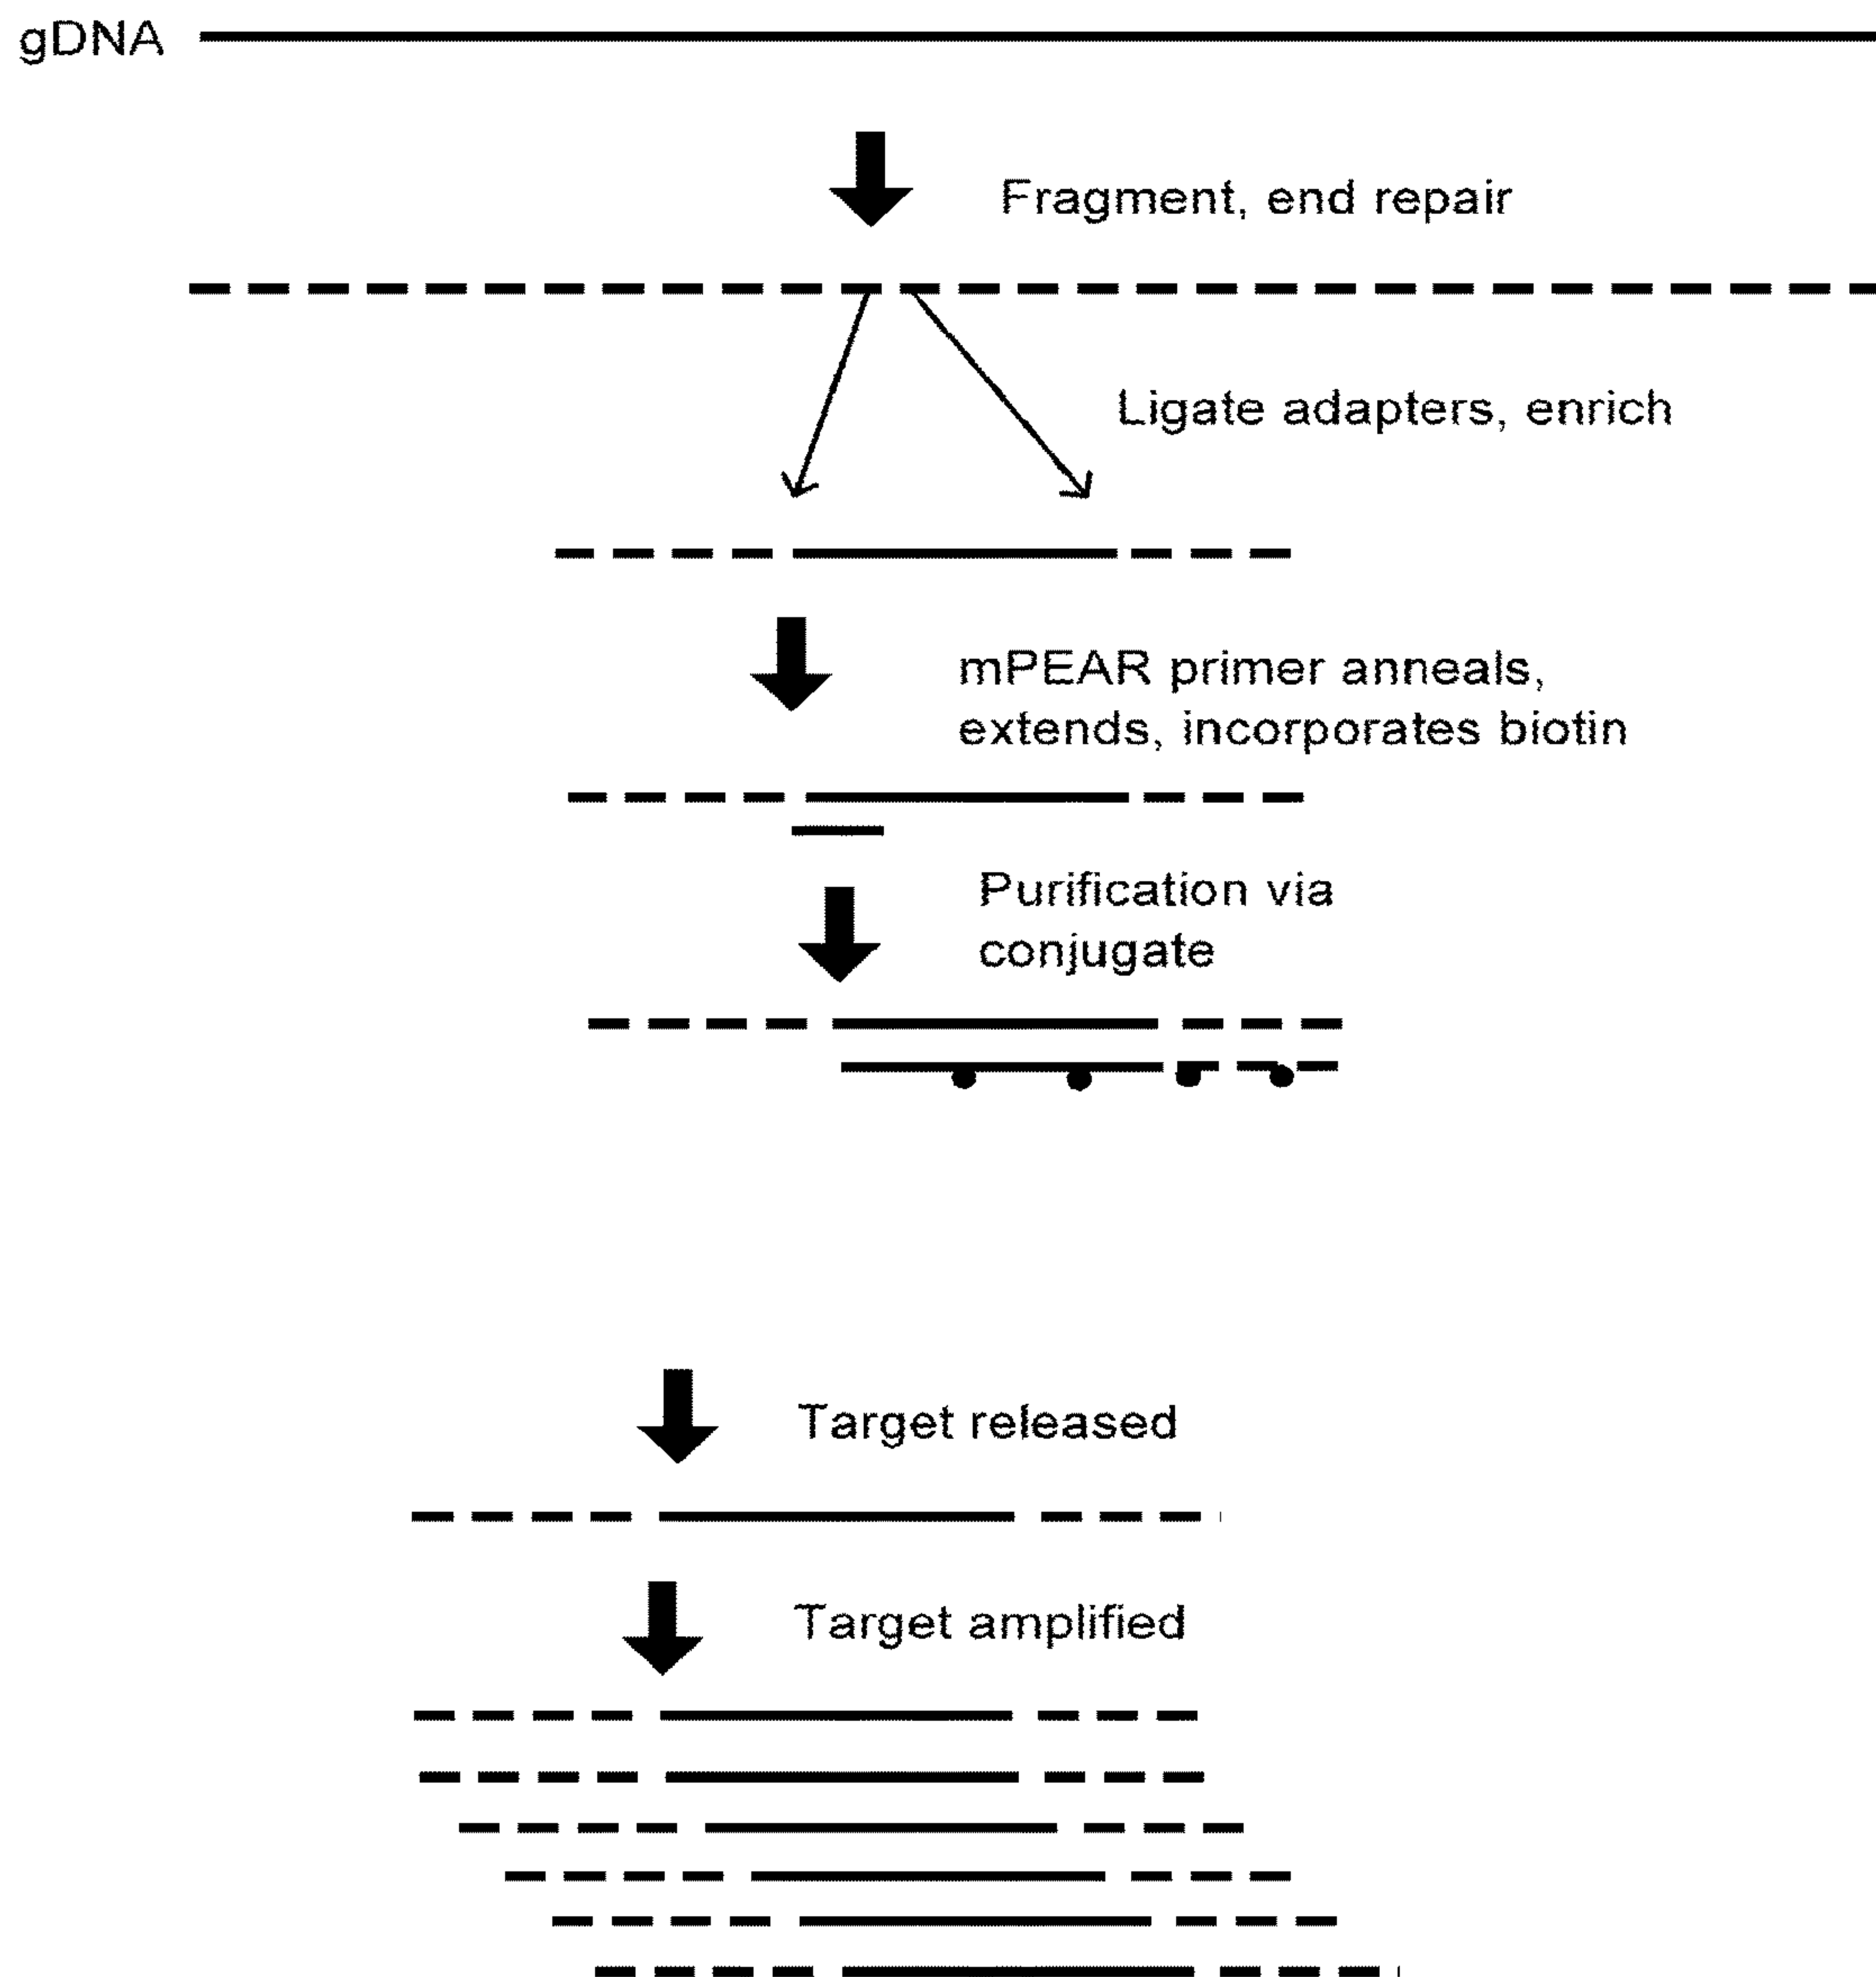 gDNA
Fragment, end repair
Ligate adapters, enrich
mPEAR primer anneals,
extends, incorporates biotin
Purification via
conjugate
Target released
Target amplified